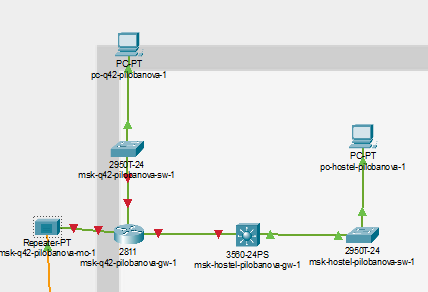 PC-PT
pc-q42-pilobanova-1
2950T-24
msk-q42-pilobanova-sw-1
PC-PT
pc-hostel-pilobanova-1
Repeater-PT
msk-q42-pilobanova-mc-1
2811
msk-q42-pilobanova-gw-1
3560-24PS
msk-hostel-pilobanova-gw-1
2950T-24
msk-hostel-pilobanova-sw-1